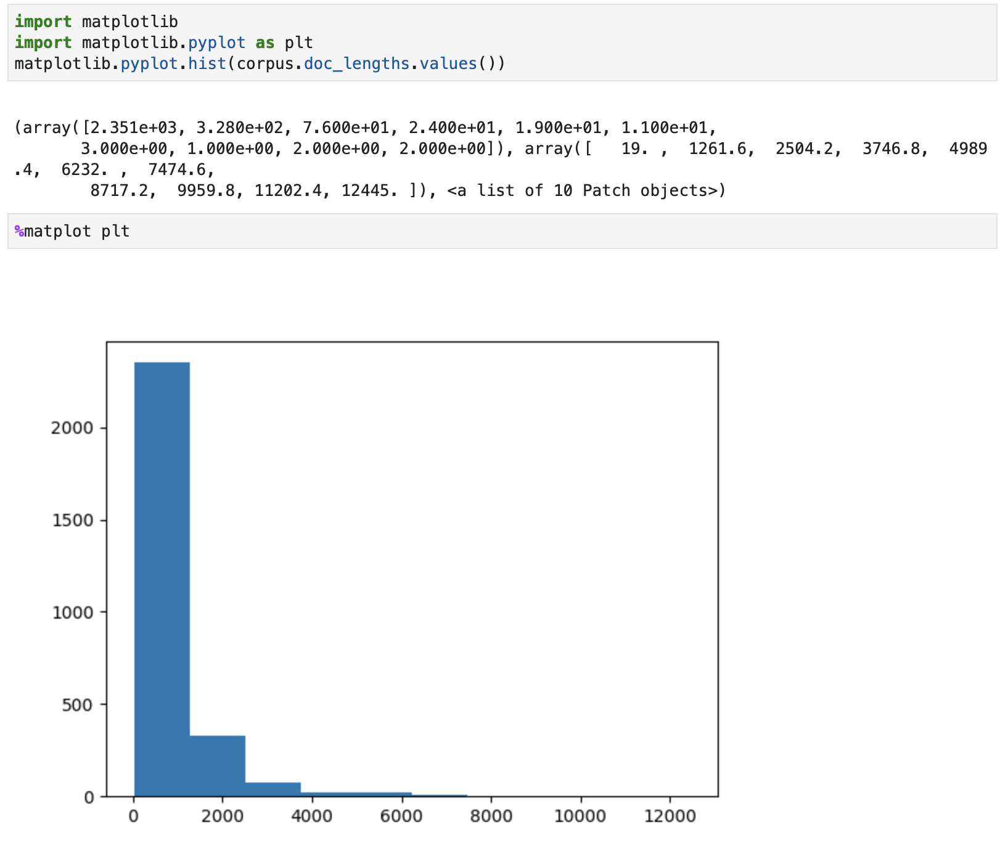 import matplotlib
import matplotlib.pyplot as plt
matplotlib.pyplot.hist(corpus.doc_lengths.values())
(array([2.351e+03, 3.280e+02, 7.600e+01, 2.400e+01, 1.900e+01, 1.100e+01,
       3.000e+00, 1.000e+00, 2.000e+00, 2.000e+00]), array([   19. ,  1261.6,  2504.2,  3746.8,  4989
.4,  6232. ,  7474.6,
        8717.2,  9959.8, 11202.4, 12445. ]), <a list of 10 Patch objects>)
%matplot plt
2000
1500
1000
500
0
0 2000 4000 6000 8000 10000 12000